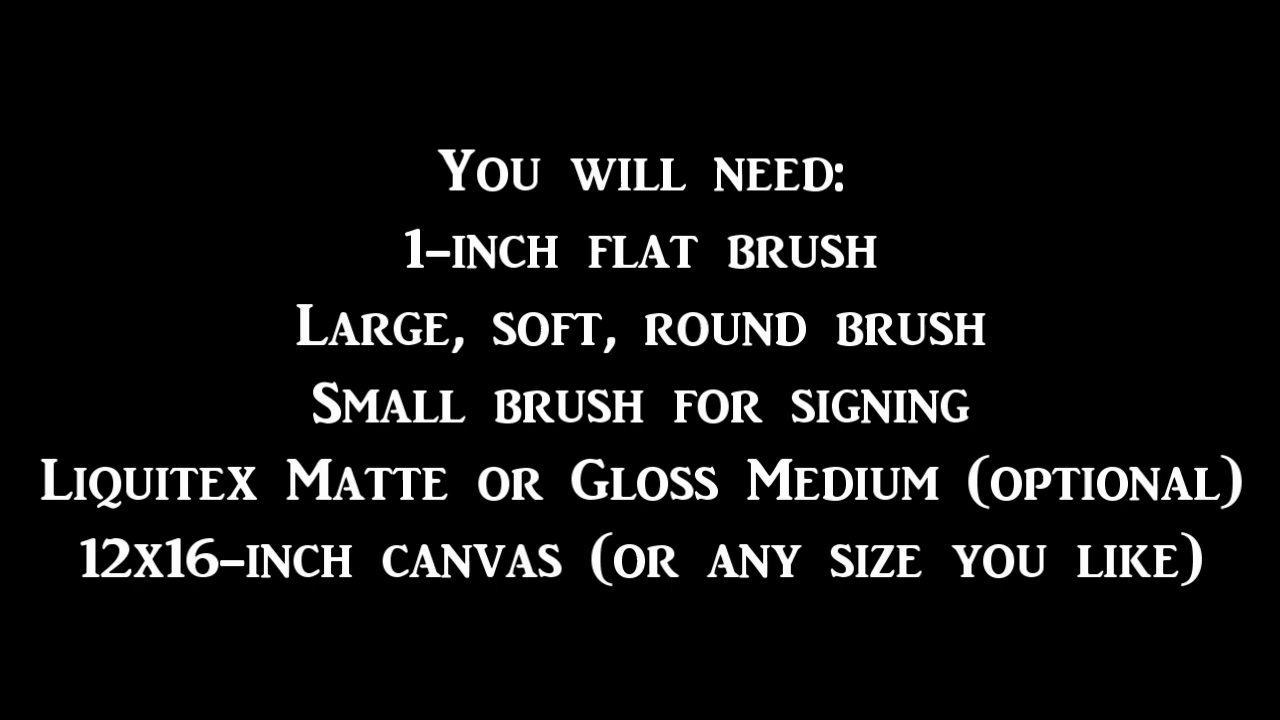 You will need:
1-inch flat brush
Large, soft, round brush
Small brush for signing
Liquitex Matte or Gloss Medium (optional)
12x16-inch canvas (or any size you like)